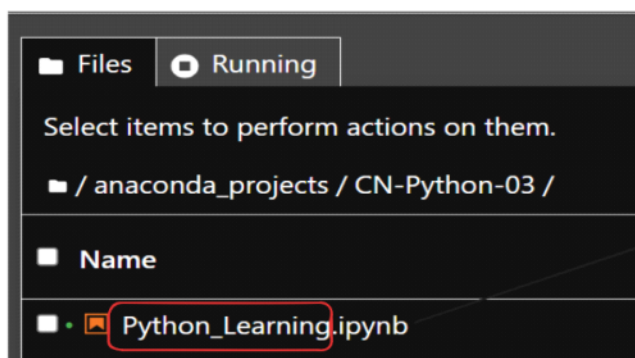 Files Running
Select items to perform actions on them.
/ anaconda_projects / CN-Python-03 /
Name
Python_Learning.ipynb